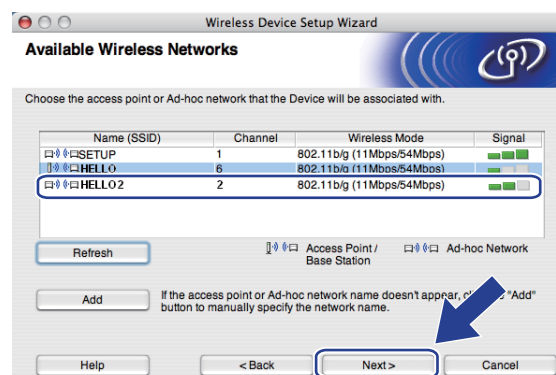 Wireless Device Setup Wizard
Available Wireless Networks
Choose the access point or Ad-hoc network that the Device will be associated with.
Name (SSID) Channel Wireless Mode Signal
SETUP 1 802.11b/g (11Mbps/54Mbps)
HELLO 6 802.11b/g (11Mbps/54Mbps)
HELLO2 2 802.11b/g (11Mbps/54Mbps)
Refresh
Access Point / Ad-hoc Network
Base Station
Add
If the access point or Ad-hoc network name doesn't appear, "Add"
button to manually specify the network name.
Help < Back Next > Cancel